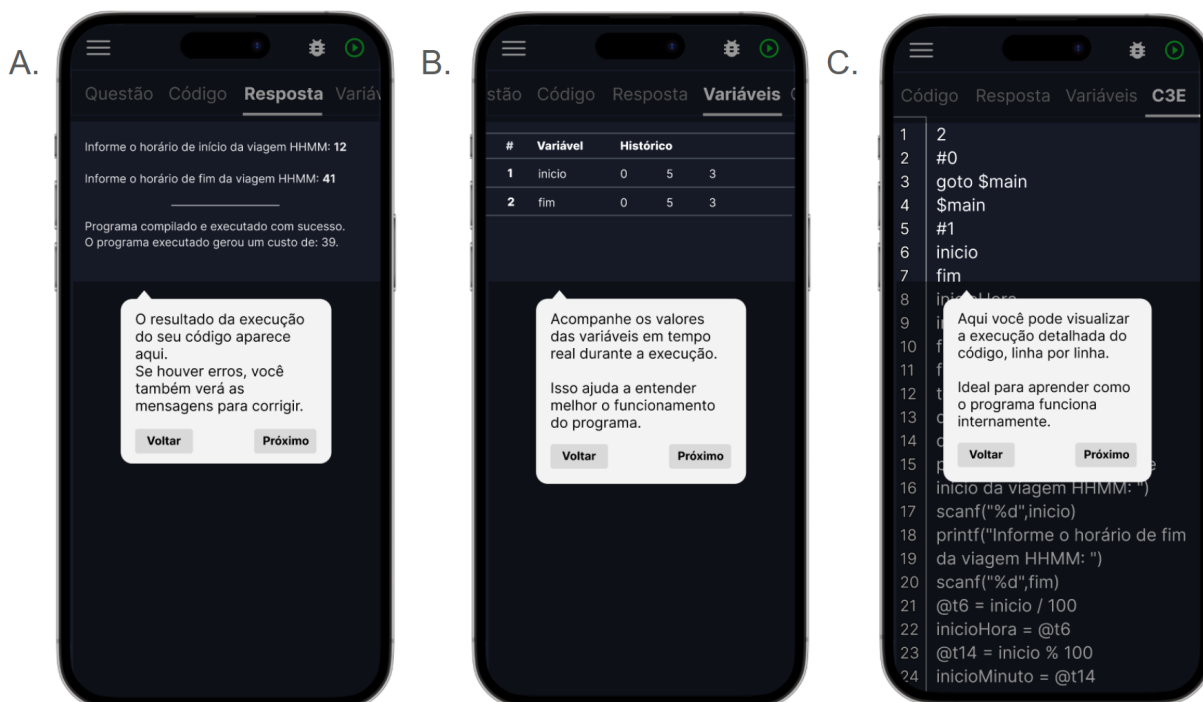 A.
Questão Código Resposta Variáv
Informe o horário de início da viagem HHMM: 12
Informe o horário de fim da viagem HHMM: 41
Programa compilado e executado com sucesso.
O programa executado gerou um custo de: 39.
O resultado da execução
do seu código aparece
aqui.
Se houver erros, você
também verá as
mensagens para corrigir.
Voltar Próximo
B.
stão Código Resposta Variáveis
# Variável Histórico
1 inicio 0 5 3
2 fim 0 5 3
Acompanhe os valores
das variáveis em tempo
real durante a execução.
Isso ajuda a entender
melhor o funcionamento
do programa.
Voltar Próximo
C.
Código Resposta Variáveis C3E
1 2
2 #0
3 goto $main
4 $main
5 #1
6 inicio
7 fim
8
9
10
11
12
13
14
15
16 início da viagem HHMM: ")
17 scanf("%d",inicio)
18 printf("Informe o horário de fim
19 da viagem HHMM: ")
20 scanf("%d",fim)
21 @t6 = inicio / 100
22 inicioHora = @t6
23 @t14 = inicio % 100
24 inicioMinuto = @t14
Aqui você pode visualizar
a execução detalhada do
código, linha por linha.
Ideal para aprender como
o programa funciona
internamente.
Voltar Próximo